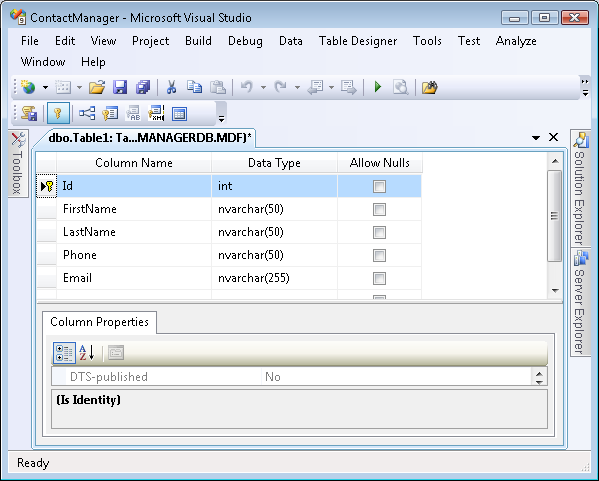 ContactManager - Microsoft Visual Studio
File Edit View Project Build Debug Data Table Designer Tools Test Analyze
Window Help
dbo.Table1: Ta...MANAGERDB.MDF)*
Toolbox
Column Name Data Type Allow Nulls
Id int
FirstName nvarchar(50)
LastName nvarchar(50)
Phone nvarchar(50)
Email nvarchar(255)
Solution Explorer
Server Explorer
Column Properties
DTS-published No
(Is Identity)
Ready